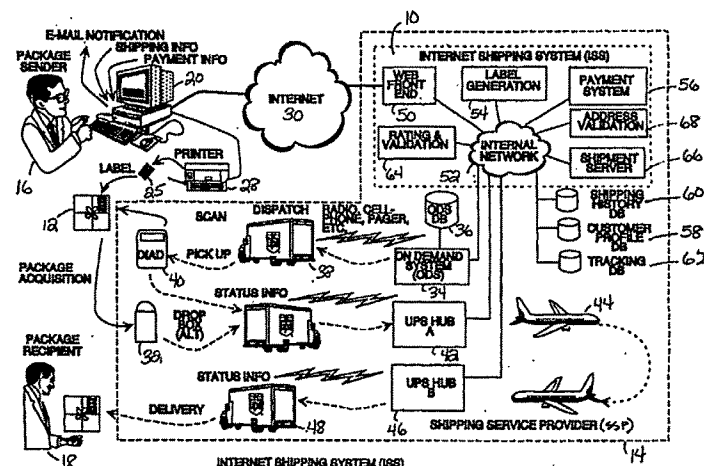 E-MAIL NOTIFICATION
SHIPPING INFO
PAYMENT INFO
PACKAGE
SENDER
20
16
INTERNET
30
10
INTERNET SHIPPING SYSTEM (ISS)
WEB
FRONT
END
50
LABEL
GENERATION
54
PAYMENT
SYSTEM
56
ADDRESS
VALIDATION
68
RATING &
VALIDATION
64
INTERNAL
NETWORK
52
SHIPMENT
SERVER
66
LABEL
25
PRINTER
28
12
SHIPPING
HISTORY
DB
60
CUSTOMER
PROFILE
DB
58
TRACKING
DB
62
SCAN
DISPATCH
RADIO, CELL-
PHONE, PAGER,
ETC.
ODS
DB
36
DIAD
40
PICK UP
ON DEMAND
SYSTEM
(ODS)
34
PACKAGE
ACQUISITION
STATUS INFO
DROP
BOX
(ALT)
UPS HUB
A
42
44
PACKAGE
RECIPIENT
18
STATUS INFO
DELIVERY
48
UPS HUB
B
46
SHIPPING SERVICE PROVIDER (SSP)
14
INTERNET SHIPPING SYSTEM (ISS)